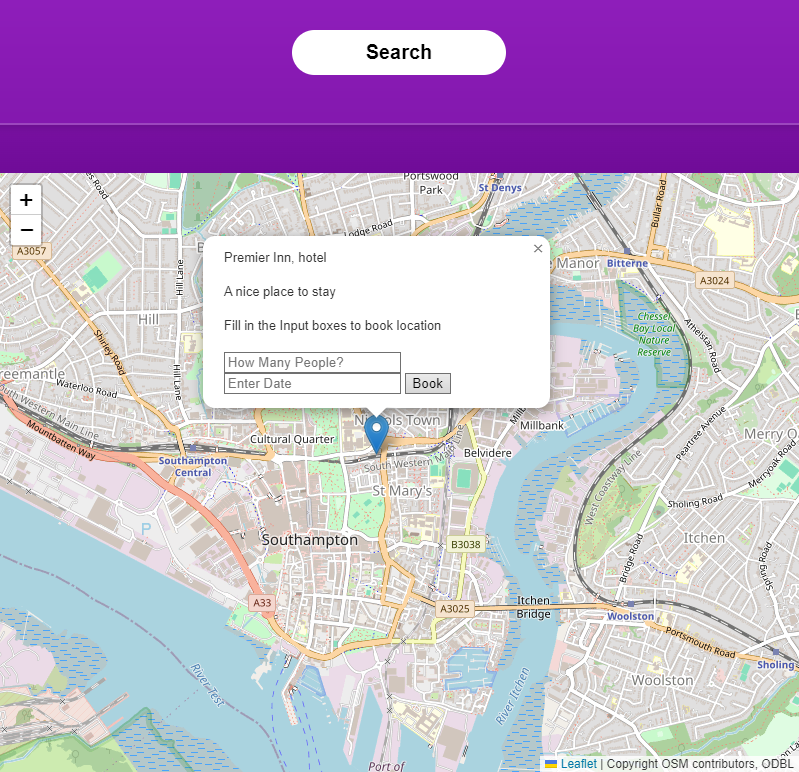 Search
+
−
Portswood
Park
St Denys
Lodge Road
Bullar Road
A3057
Hill Lane
Manor
Bitterne
A3024
×
Premier Inn, hotel
A nice place to stay
Fill in the Input boxes to book location
How Many People?
Enter Date
Book
Hill
Shirley Road
Chessel
Bay Local
Nature
Reserve
Athelstan Road
reemantle
Waterloo Road
Hill Lane
South Western Main Line
Mountbatten Way
Cultural Quarter
Nichols Town
Millbank
Peartree Avenue
Merry O
Southampton
Central
South Western Main Line
Belvidere
West Coastway Line
Merryoak Road
St Mary's
Sholing Road
P
Southampton
B3038
Itchen
Bridge Road
Spring
A33
A3025
Itchen
Bridge
Woolston
Portsmouth Road
Sholing
River Test
River Itchen
Woolston
Port of
Leaflet | Copyright OSM contributors, ODBL